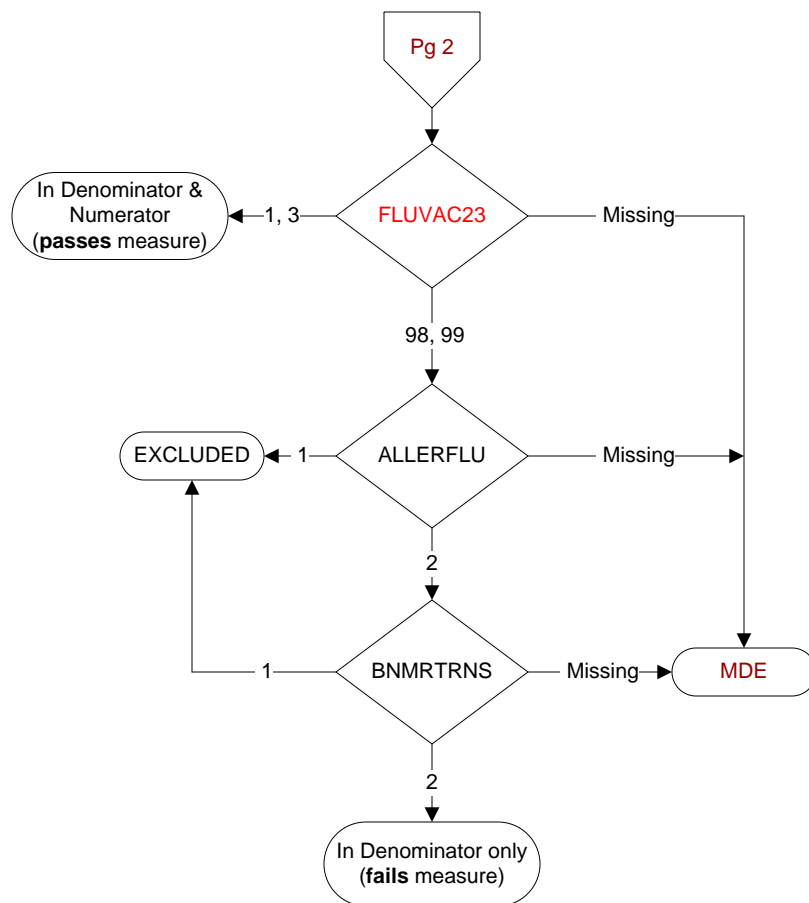 Pg 2
In Denominator &
Numerator
(passes measure)
1, 3
FLUVAC23
Missing
98, 99
EXCLUDED
1
ALLERFLU
Missing
2
1
BNMRTRNS
Missing
MDE
2
In Denominator only
(fails measure)